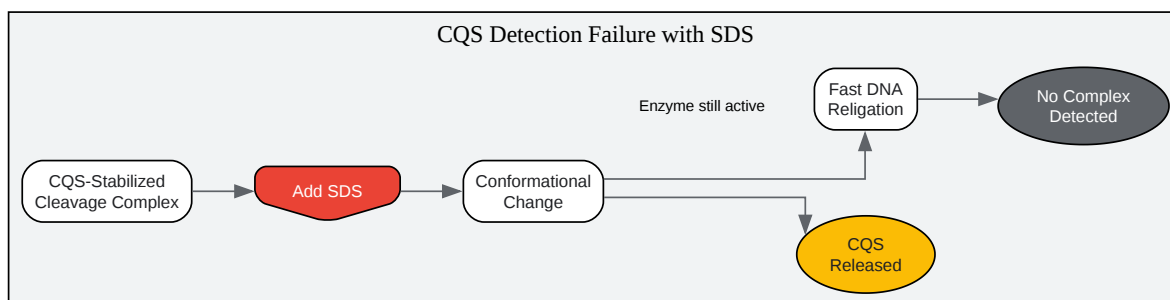 CQS Detection Failure with SDS
CQS-Stabilized
Cleavage Complex
Add SDS
Conformational
Change
Enzyme still active
Fast DNA
Religation
No Complex
Detected
CQS
Released